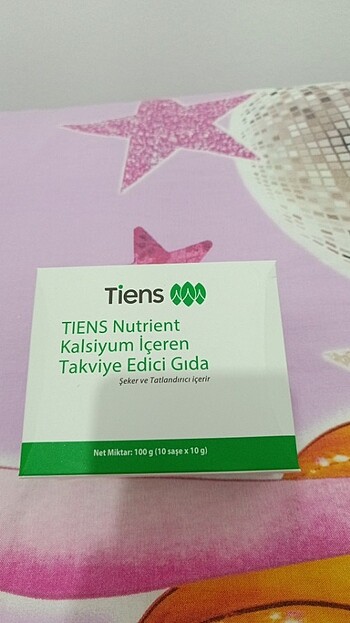 Tiens
TIENS Nutrient
Kalsiyum İçeren
Takviye Edici Gıda
Şeker ve Tatlandırıcı içerir
Net Miktar: 100 g (10 saşe x 10 g)